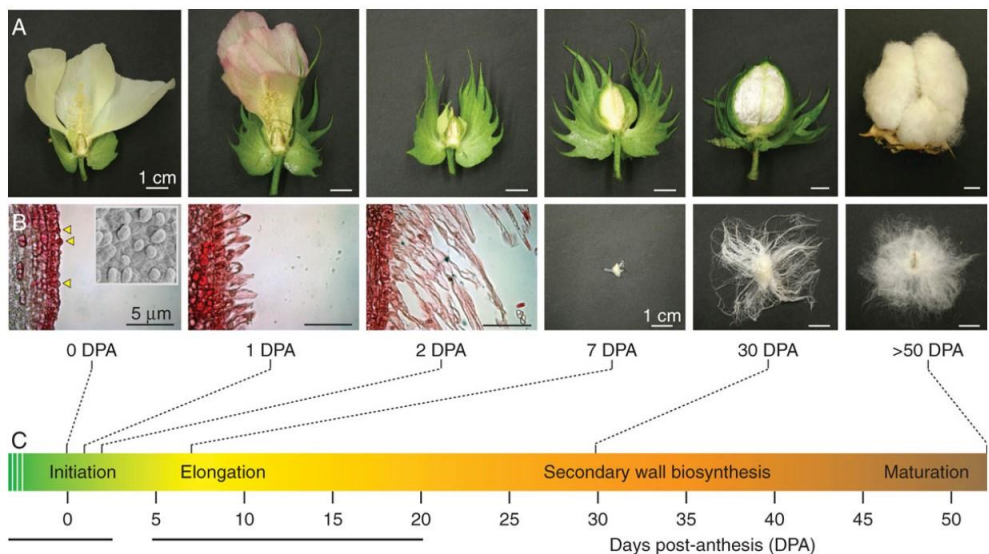 A
1 cm
B
5 μm
1 cm
0 DPA
1 DPA
2 DPA
7 DPA
30 DPA
>50 DPA
C
Initiation
Elongation
Secondary wall biosynthesis
Maturation
0
5
10
15
20
25
30
35
40
45
50
Days post-anthesis (DPA)